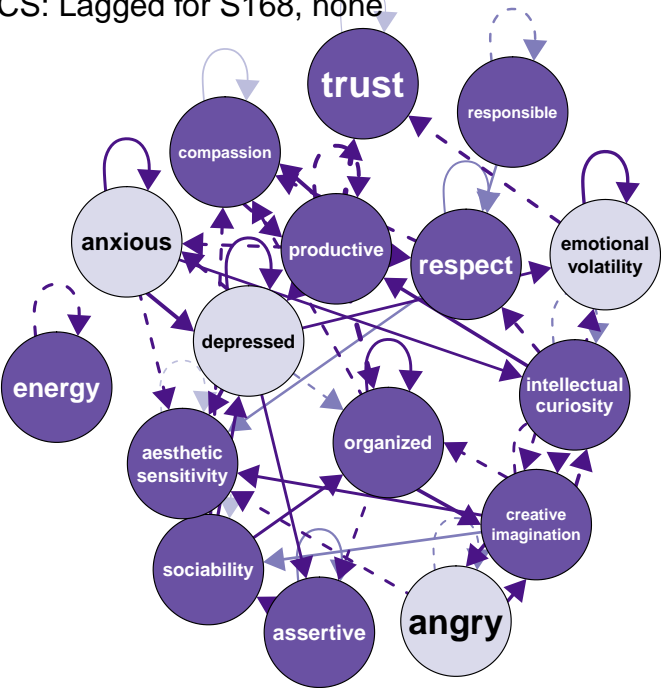 CS: Lagged for S168, none
trust
responsible
compassion
anxious
productive
respect
emotional
volatility
depressed
energy
intellectual
curiosity
organized
aesthetic
sensitivity
creative
imagination
sociability
assertive
angry